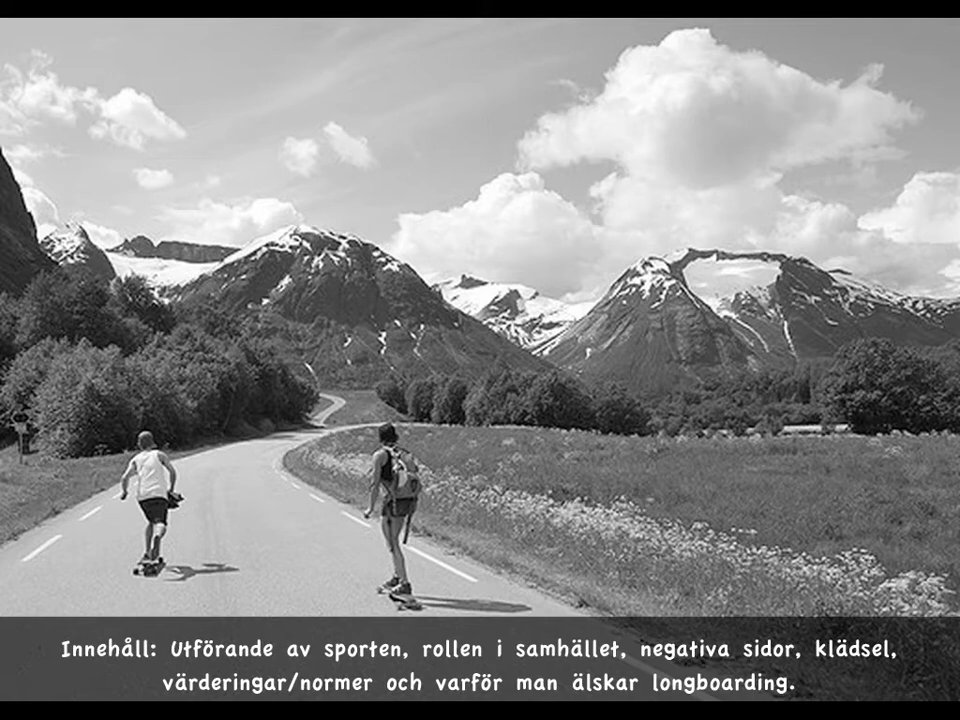 Innehåll: Utförande av sporten, rollen i samhället, negativa sidor, klädsel,
värderingar/normer och varför man älskar longboarding.